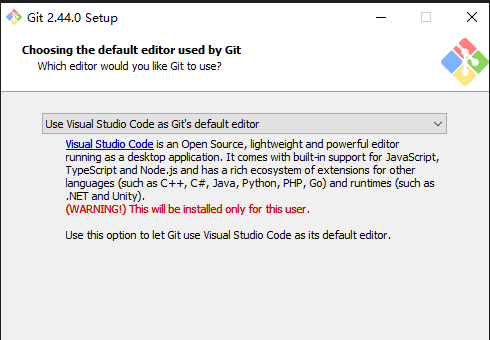 Git 2.44.0 Setup
Choosing the default editor used by Git
Which editor would you like Git to use?
Use Visual Studio Code as Git's default editor
Visual Studio Code is an Open Source, lightweight and powerful editor
running as a desktop application. It comes with built-in support for JavaScript,
TypeScript and Node.js and has a rich ecosystem of extensions for other
languages (such as C++, C#, Java, Python, PHP, Go) and runtimes (such as
.NET and Unity).
(WARNING!) This will be installed only for this user.
Use this option to let Git use Visual Studio Code as its default editor.